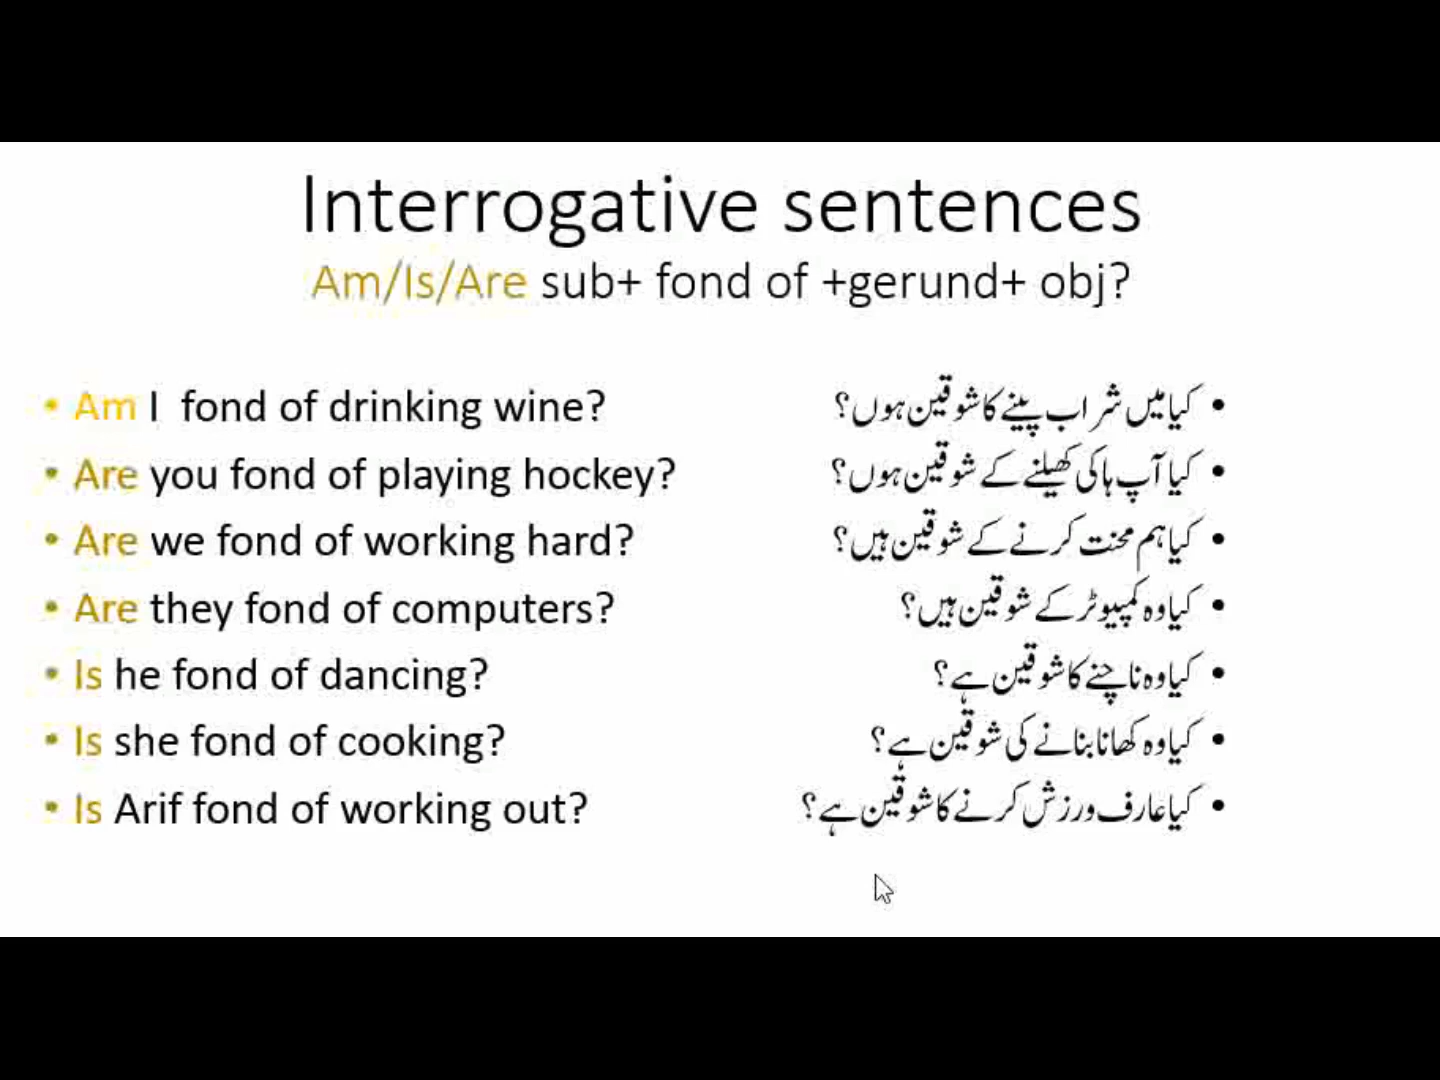 Interrogative sentences
Am/Is/Are sub+ fond of +gerund+ obj?
• Am I fond of drinking wine?
• Are you fond of playing hockey?
• Are we fond of working hard?
• Are they fond of computers?
• Is he fond of dancing?
• Is she fond of cooking?
• Is Arif fond of working out?
• کیا میں شراب پینے کا شوقین ہوں؟
• کیا آپ ہاکی کھیلنے کے شوقین ہوں؟
• کیا ہم محنت کرنے کے شوقین ہیں؟
• کیا وہ کمپیوٹر کے شوقین ہیں؟
• کیا وہ ناچنے کا شوقین ہے؟
• کیا وہ کھانا بنانے کی شوقین ہے؟
• کیا عارف ورزش کرنے کا شوقین ہے؟